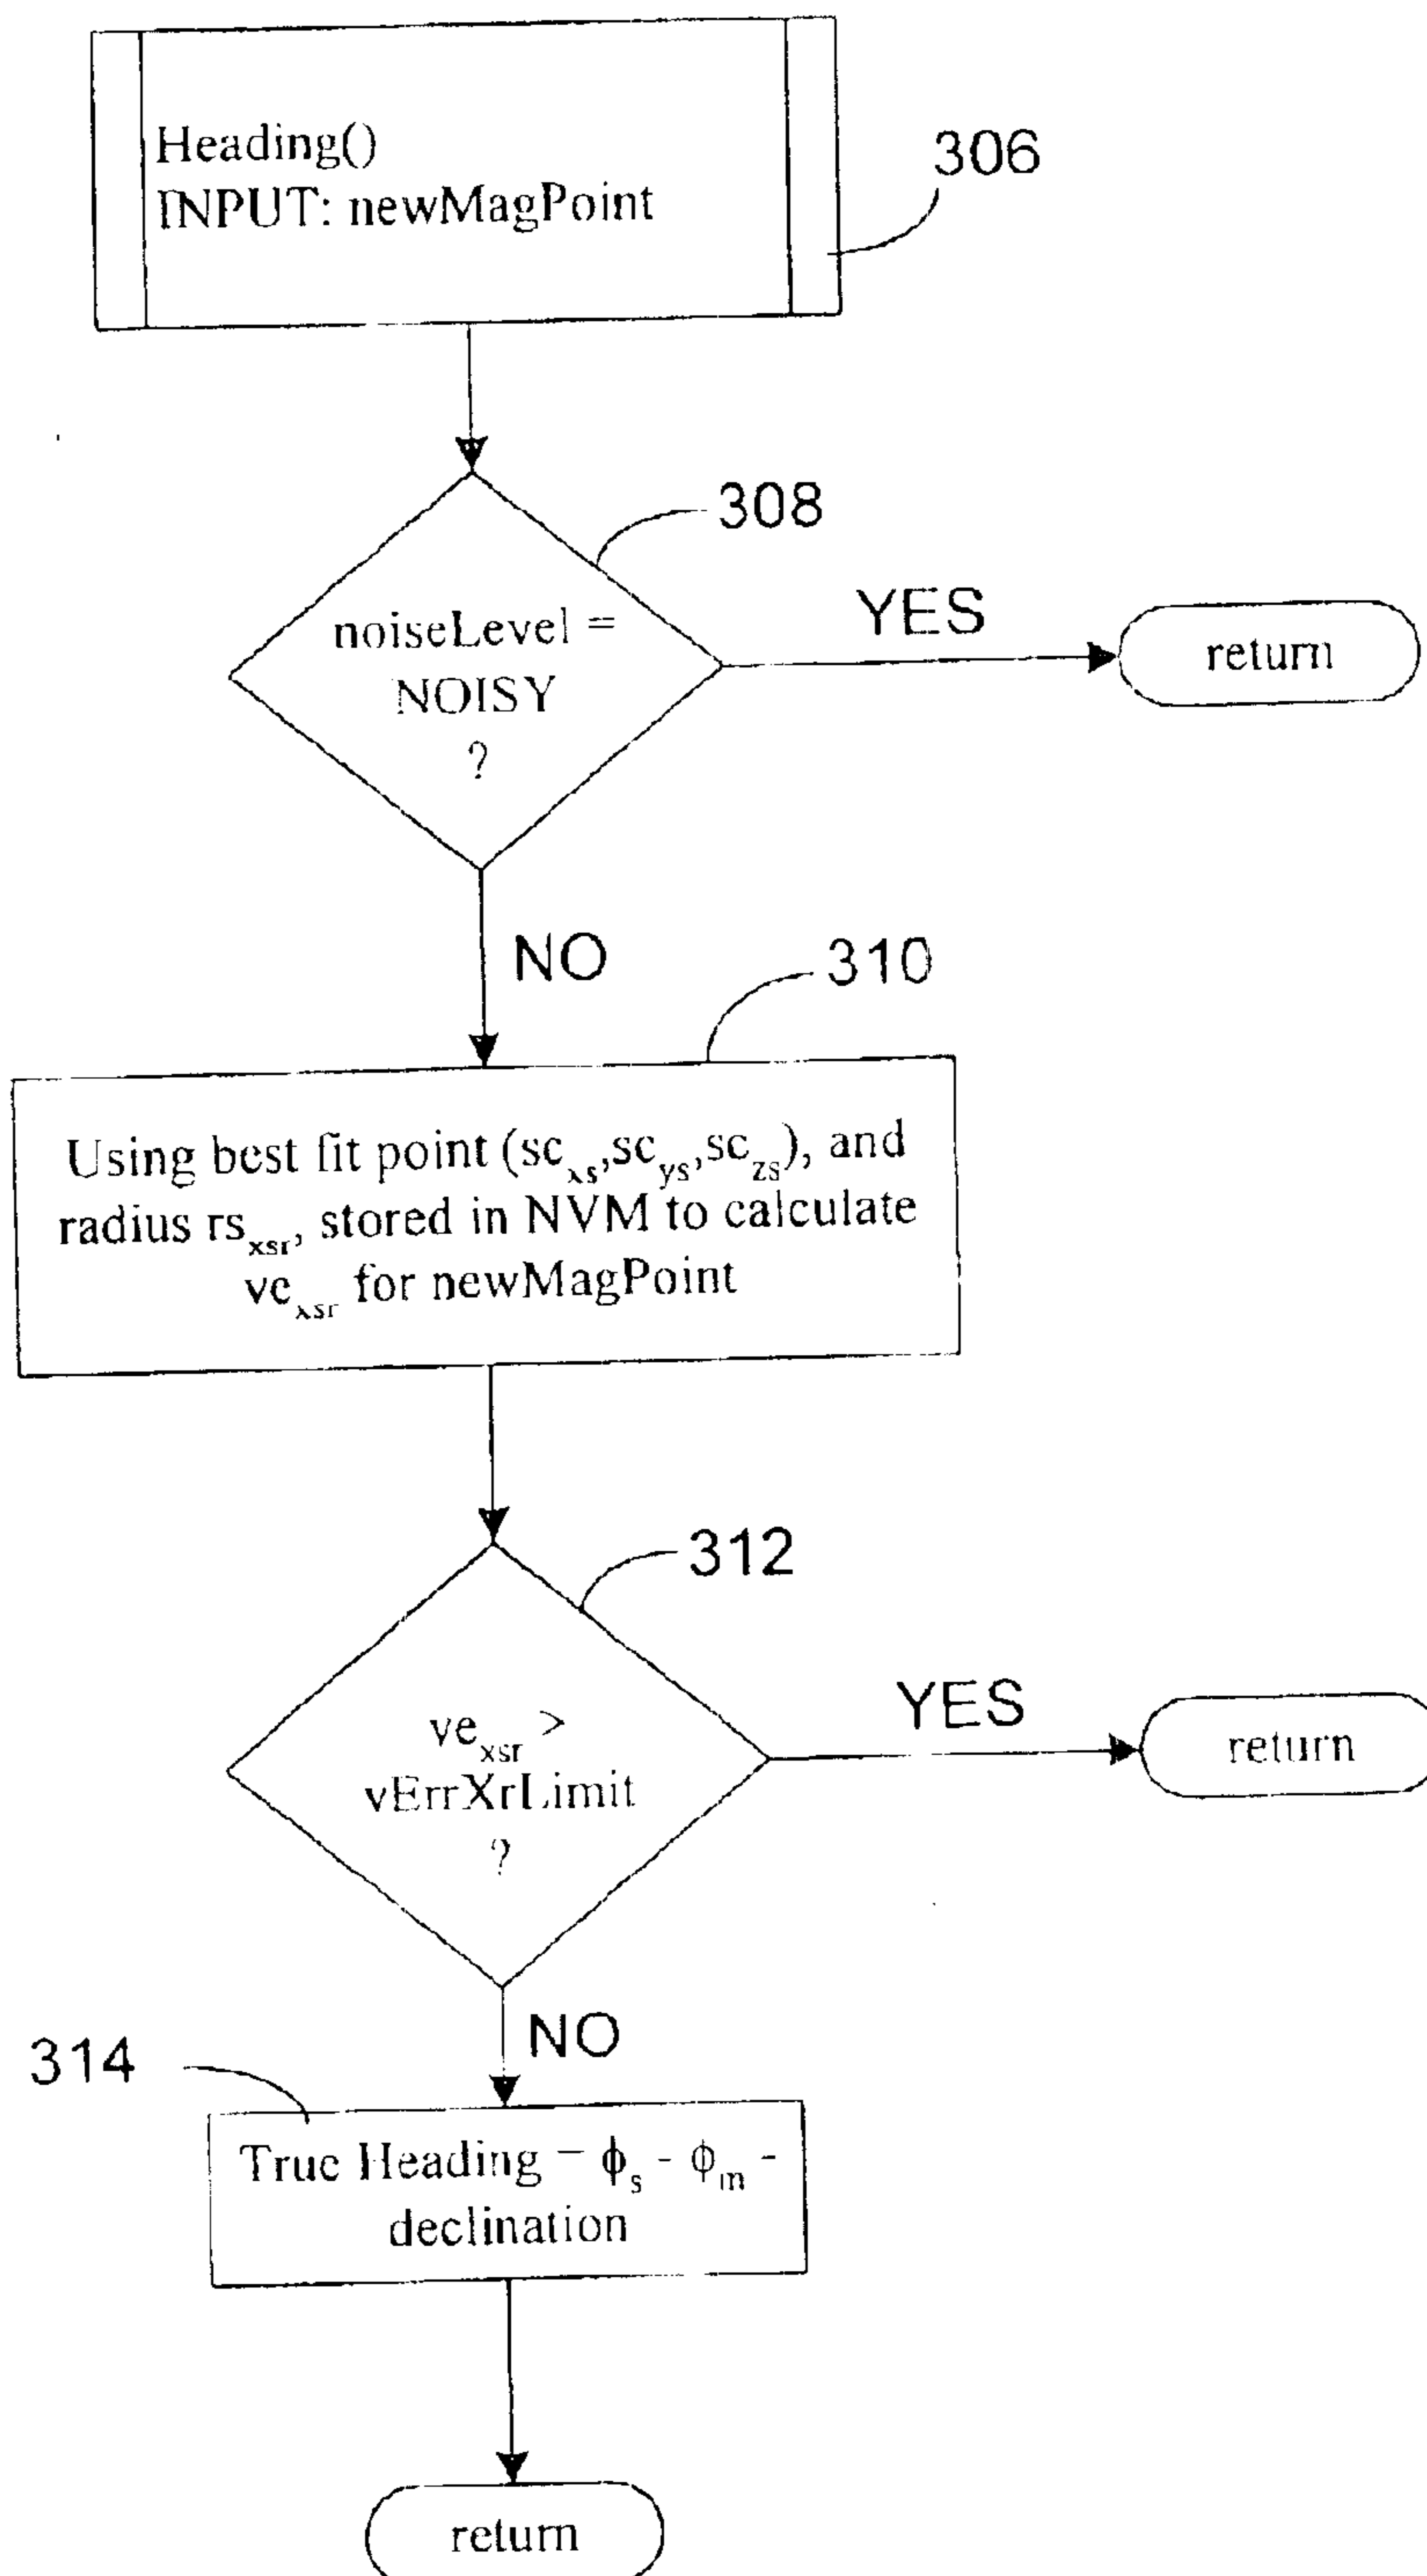 Heading()
306
INPUT: newMagPoint
308
noiseLevel =
NOISY
?
YES
return
NO
310
Using best fit point (sc_xs,sc_ys,sc_zs), and
radius rs_xsr, stored in NVM to calculate
ve_xsr for newMagPoint
312
ve_xsr >
vErrXrLimit
?
YES
return
NO
314
True Heading = ϕ_s - ϕ_m -
declination
return